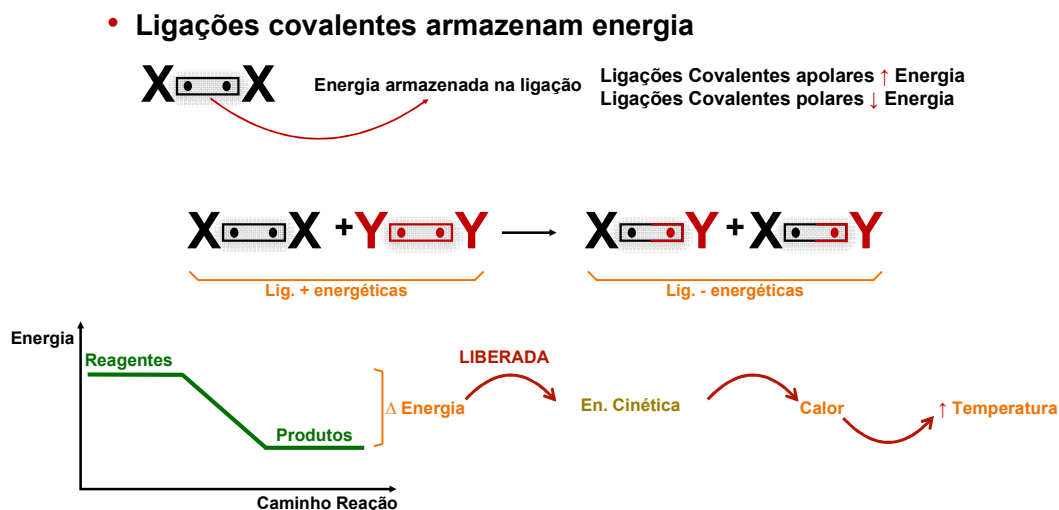 • Ligações covalentes armazenam energia
X X
Energia armazenada na ligação
Ligações Covalentes apolares ↑ Energia
Ligações Covalentes polares ↓ Energia
X X + Y Y → X Y + X Y
Lig. + energéticas
Lig. - energéticas
Energia
Reagentes
Produtos
Caminho Reação
∆ Energia
LIBERADA
En. Cinética
Calor
↑ Temperatura